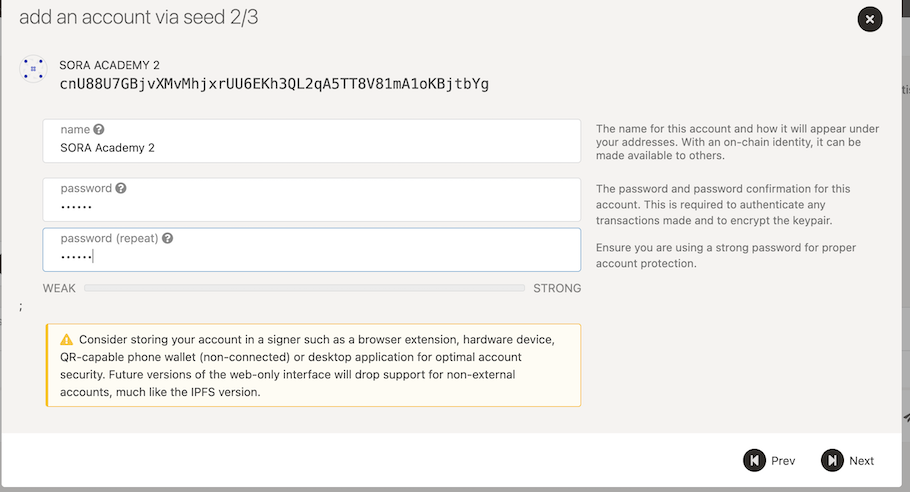 add an account via seed 2/3
SORA ACADEMY 2
cnU88U7GBjvXMvMhjxrUU6EKh3QL2qA5TT8V81mA1oKBjtbYg
name
SORA Academy 2
The name for this account and how it will appear under
your addresses. With an on-chain identity, it can be
made available to others.
password
••••••
The password and password confirmation for this
account. This is required to authenticate any
transactions made and to encrypt the keypair.
password (repeat)
••••••
Ensure you are using a strong password for proper
account protection.
WEAK
STRONG
;
Consider storing your account in a signer such as a browser extension, hardware device,
QR-capable phone wallet (non-connected) or desktop application for optimal account
security. Future versions of the web-only interface will drop support for non-external
accounts, much like the IPFS version.
Prev
Next